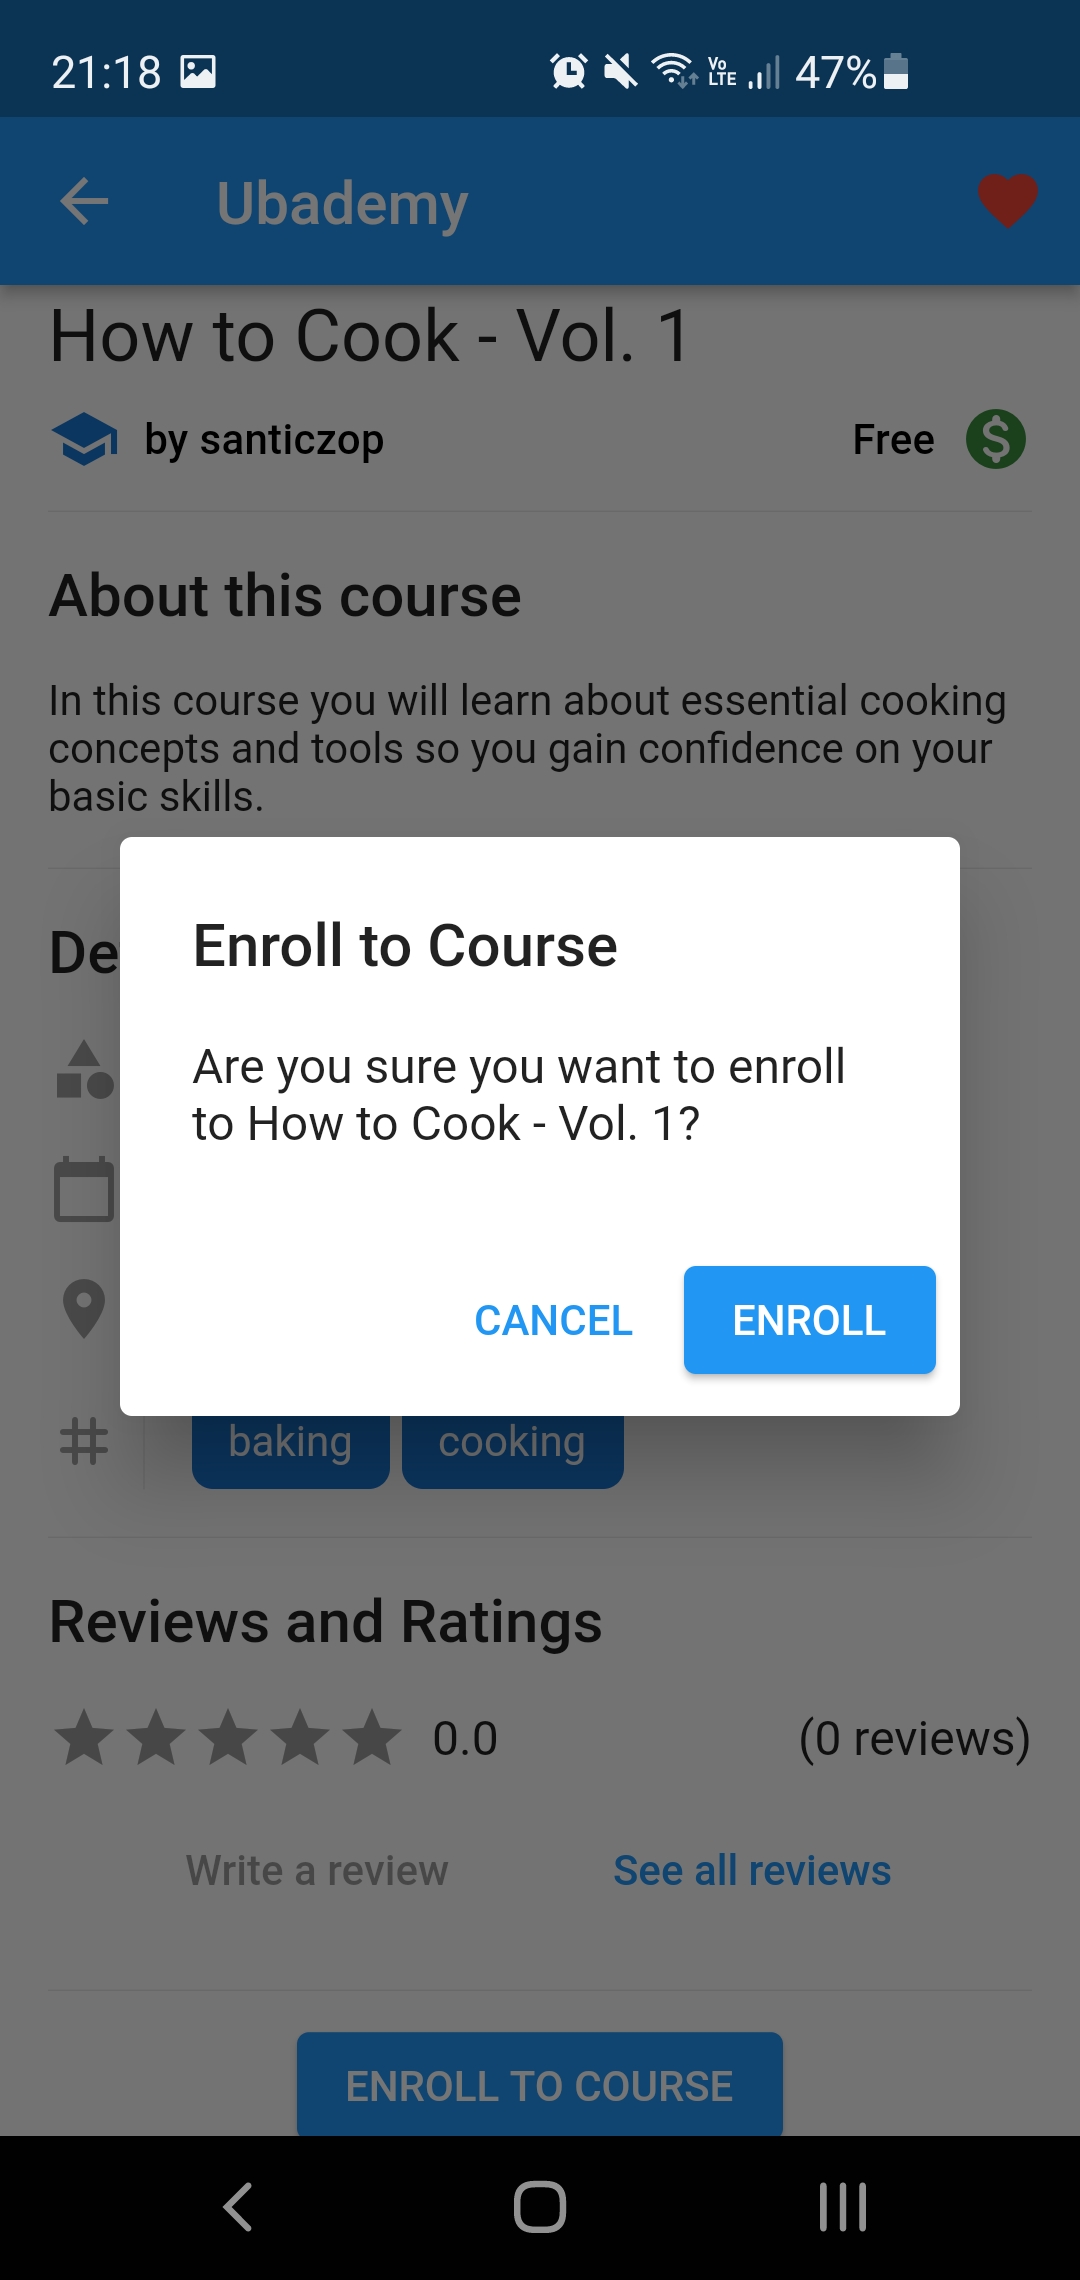 21:18
Vo
LTE
47%
Ubademy
How to Cook - Vol. 1
by santiczop
Free
About this course
In this course you will learn about essential cooking
concepts and tools so you gain confidence on your
basic skills.
Enroll to Course
Are you sure you want to enroll
to How to Cook - Vol. 1?
CANCEL
ENROLL
baking
cooking
Reviews and Ratings
0.0
(0 reviews)
Write a review
See all reviews
ENROLL TO COURSE